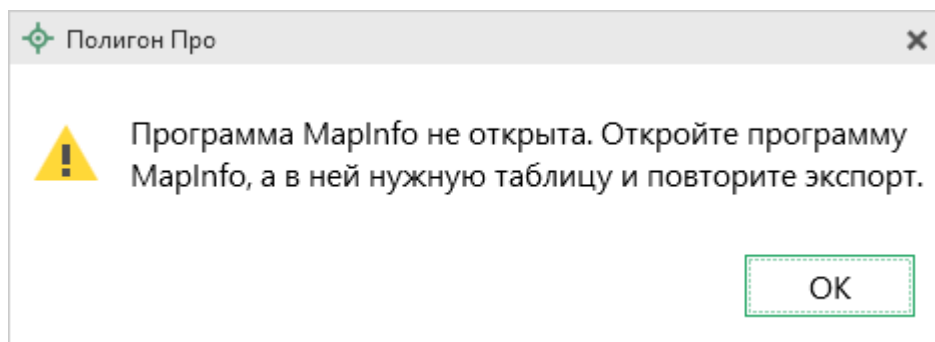 Полигон Про
Программа MapInfo не открыта. Откройте программу
MapInfo, а в ней нужную таблицу и повторите экспорт.
OK